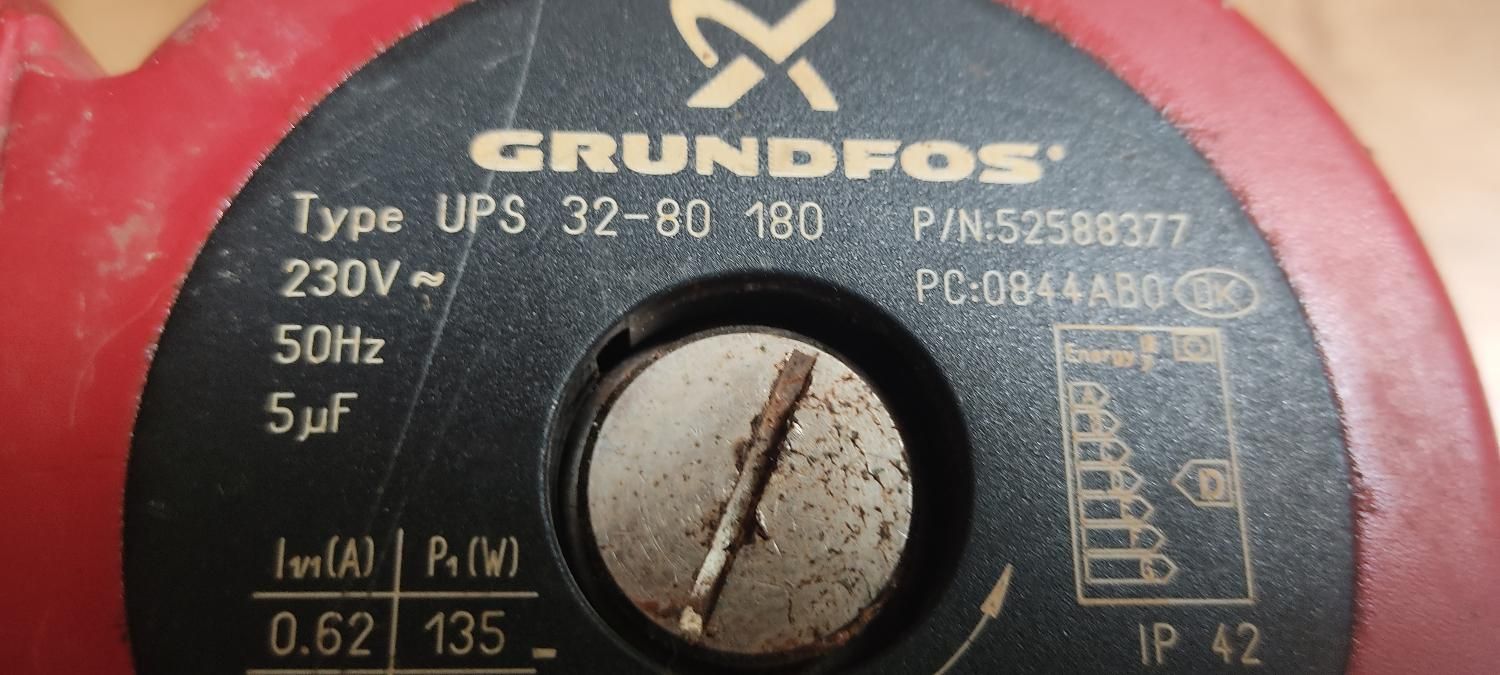 GRUNDFOS
Type UPS 32-80 180 P/N:52588377
230V~ PC:0844AB0 OK
50Hz
5µF
Energy
A
D
G
I1/1(A) P1(W)
0.62 135
IP 42